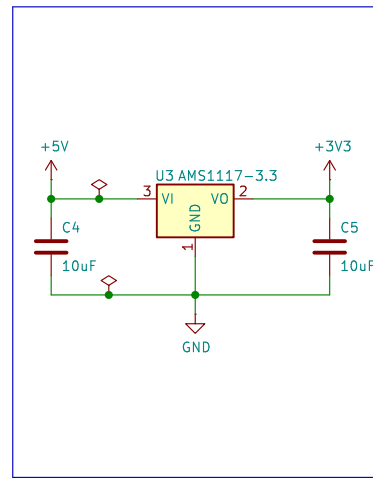 +5V
+3V3
U3 AMS1117-3.3
3 VI VO 2
GND
1
C4
10uF
C5
10uF
GND